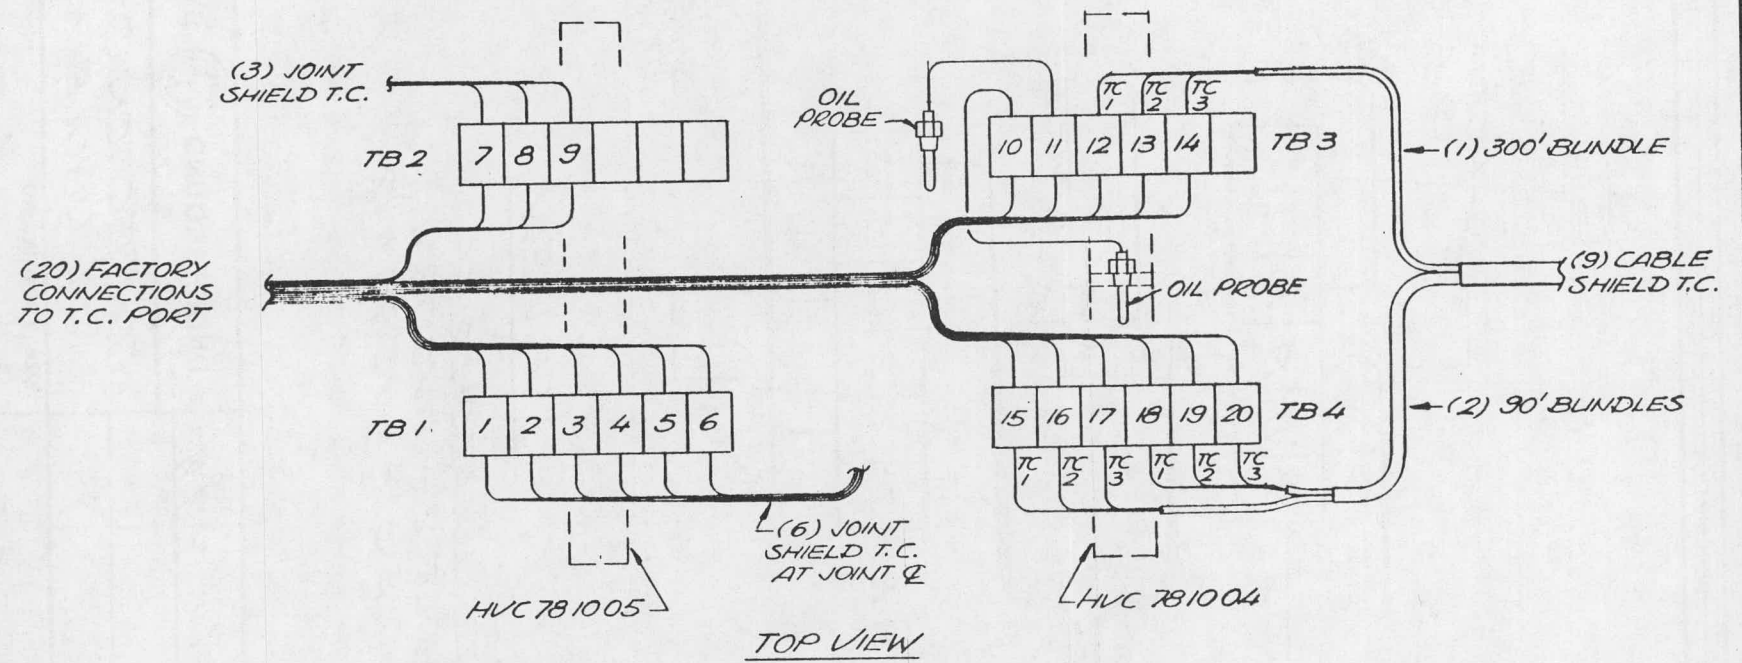 (3) JOINT
SHIELD T.C.
TB 2
7 8 9
OIL
PROBE
TC 1 TC 2 TC 3
10 11 12 13 14
TB 3
(1) 300' BUNDLE
(20) FACTORY
CONNECTIONS
TO T.C. PORT
OIL PROBE
(9) CABLE
SHIELD T.C.
TB 1
1 2 3 4 5 6
15 16 17 18 19 20
TB 4
(2) 90' BUNDLES
TC 1 TC 2 TC 3 TC 1 TC 2 TC 3
(6) JOINT
SHIELD T.C.
AT JOINT ℄
HVC 781005
HVC 781004
TOP VIEW